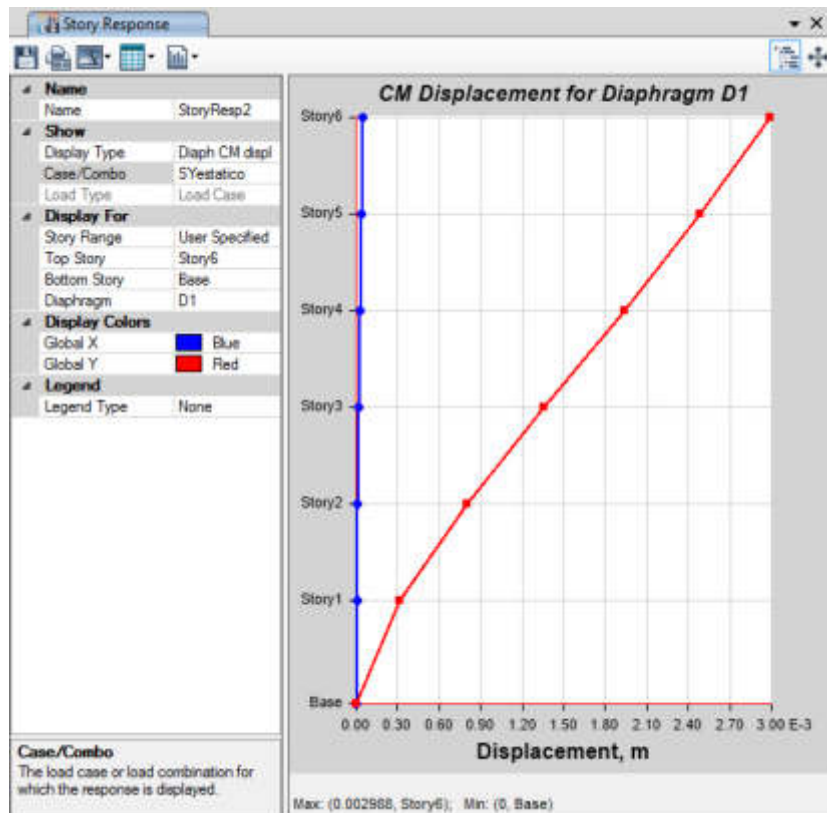 Story Response
Name
Name StoryResp2
Show
Display Type Diaph CM displ
Case/Combo SYestatico
Load Type Load Case
Display For
Story Range User Specified
Top Story Story6
Bottom Story Base
Diaphragm D1
Display Colors
Global X Blue
Global Y Red
Legend
Legend Type None
Case/Combo
The load case or load combination for
which the response is displayed.
CM Displacement for Diaphragm D1
Story6
Story5
Story4
Story3
Story2
Story1
Base
0.00 0.30 0.60 0.90 1.20 1.50 1.80 2.10 2.40 2.70 3.00 E-3
Displacement, m
Max: (0.002988, Story6); Min: (0, Base)